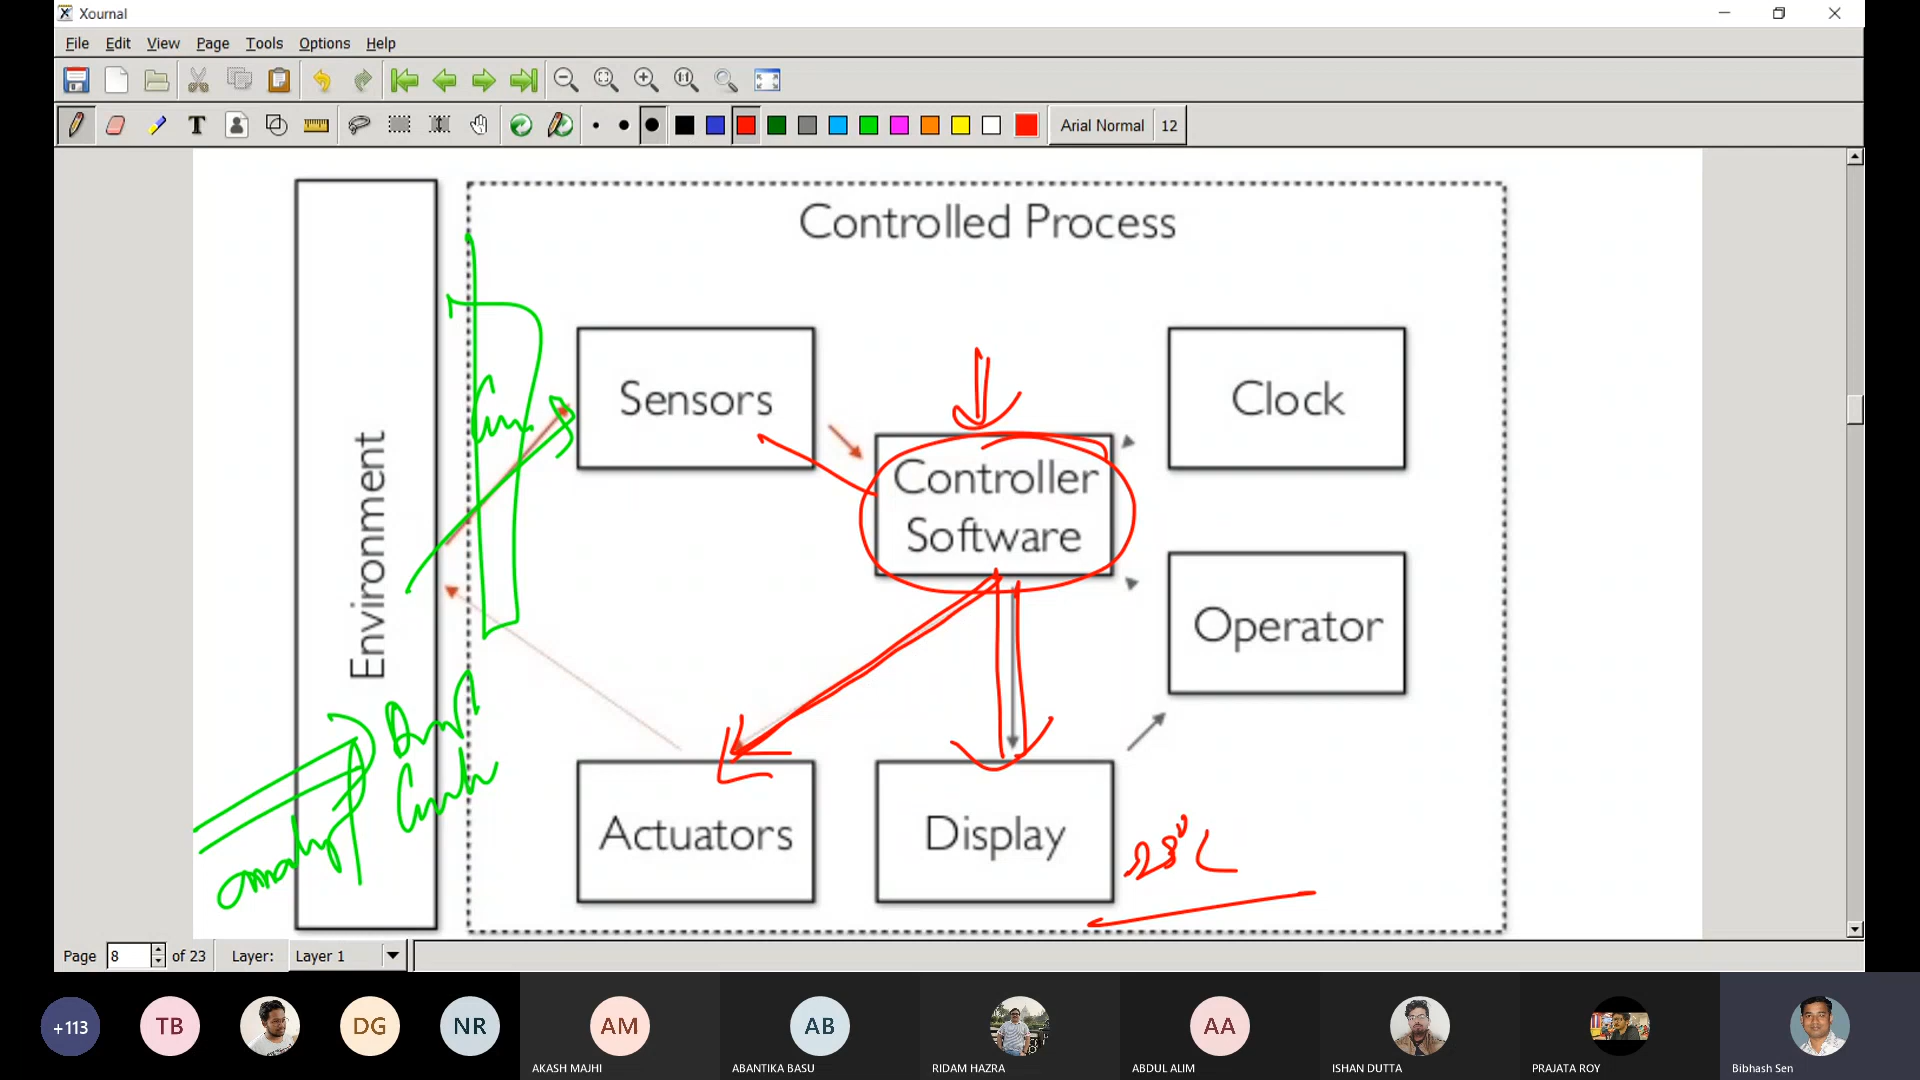 Xournal
File Edit View Page Tools Options Help
Arial Normal 12
Controlled Process
Environment
Sensors
Clock
Controller
Software
Operator
Actuators
Display
28°C
Page 8 of 23 Layer: Layer 1
+113 TB DG NR AM AB AA
AKASH MAJHI ABANTIKA BASU RIDAM HAZRA ABDUL ALIM ISHAN DUTTA PRAJATA ROY Bibhash Sen